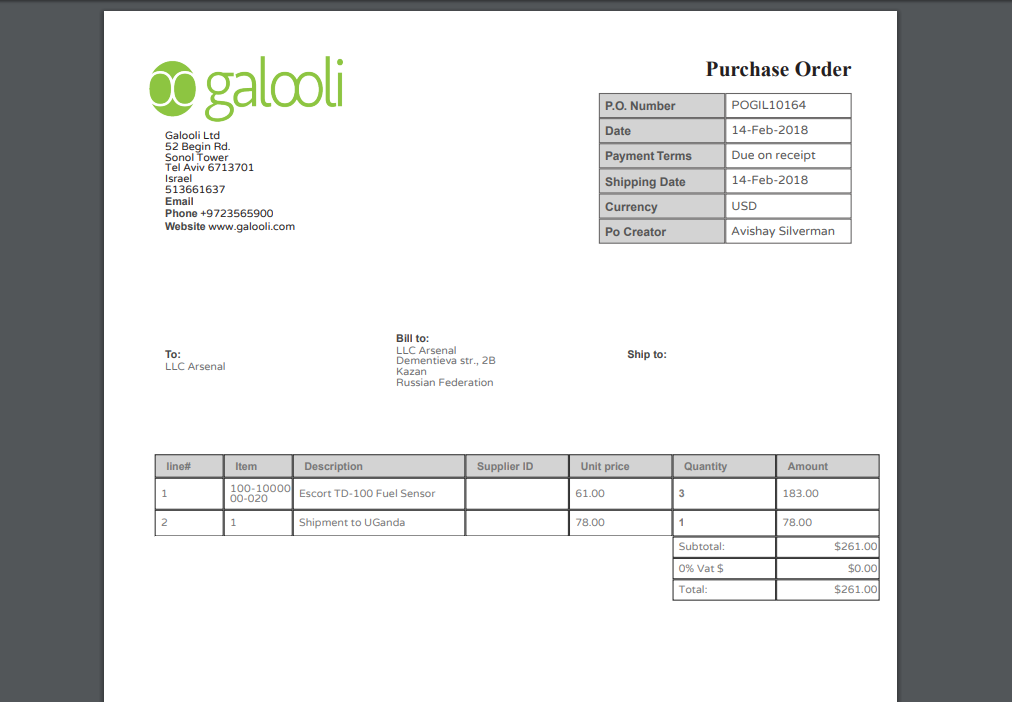 galooli
Purchase Order
Galooli Ltd
52 Begin Rd.
Sonol Tower
Tel Aviv 6713701
Israel
513661637
Email
Phone +9723565900
Website www.galooli.com
P.O. Number POGIL10164
Date 14-Feb-2018
Payment Terms Due on receipt
Shipping Date 14-Feb-2018
Currency USD
Po Creator Avishay Silverman
To:
LLC Arsenal
Bill to:
LLC Arsenal
Dementieva str., 2B
Kazan
Russian Federation
Ship to:
line# Item Description Supplier ID Unit price Quantity Amount
1 100-10000 Escort TD-100 Fuel Sensor 61.00 3 183.00
00-020
2 1 Shipment to UGanda 78.00 1 78.00
Subtotal: $261.00
0% Vat $ $0.00
Total: $261.00